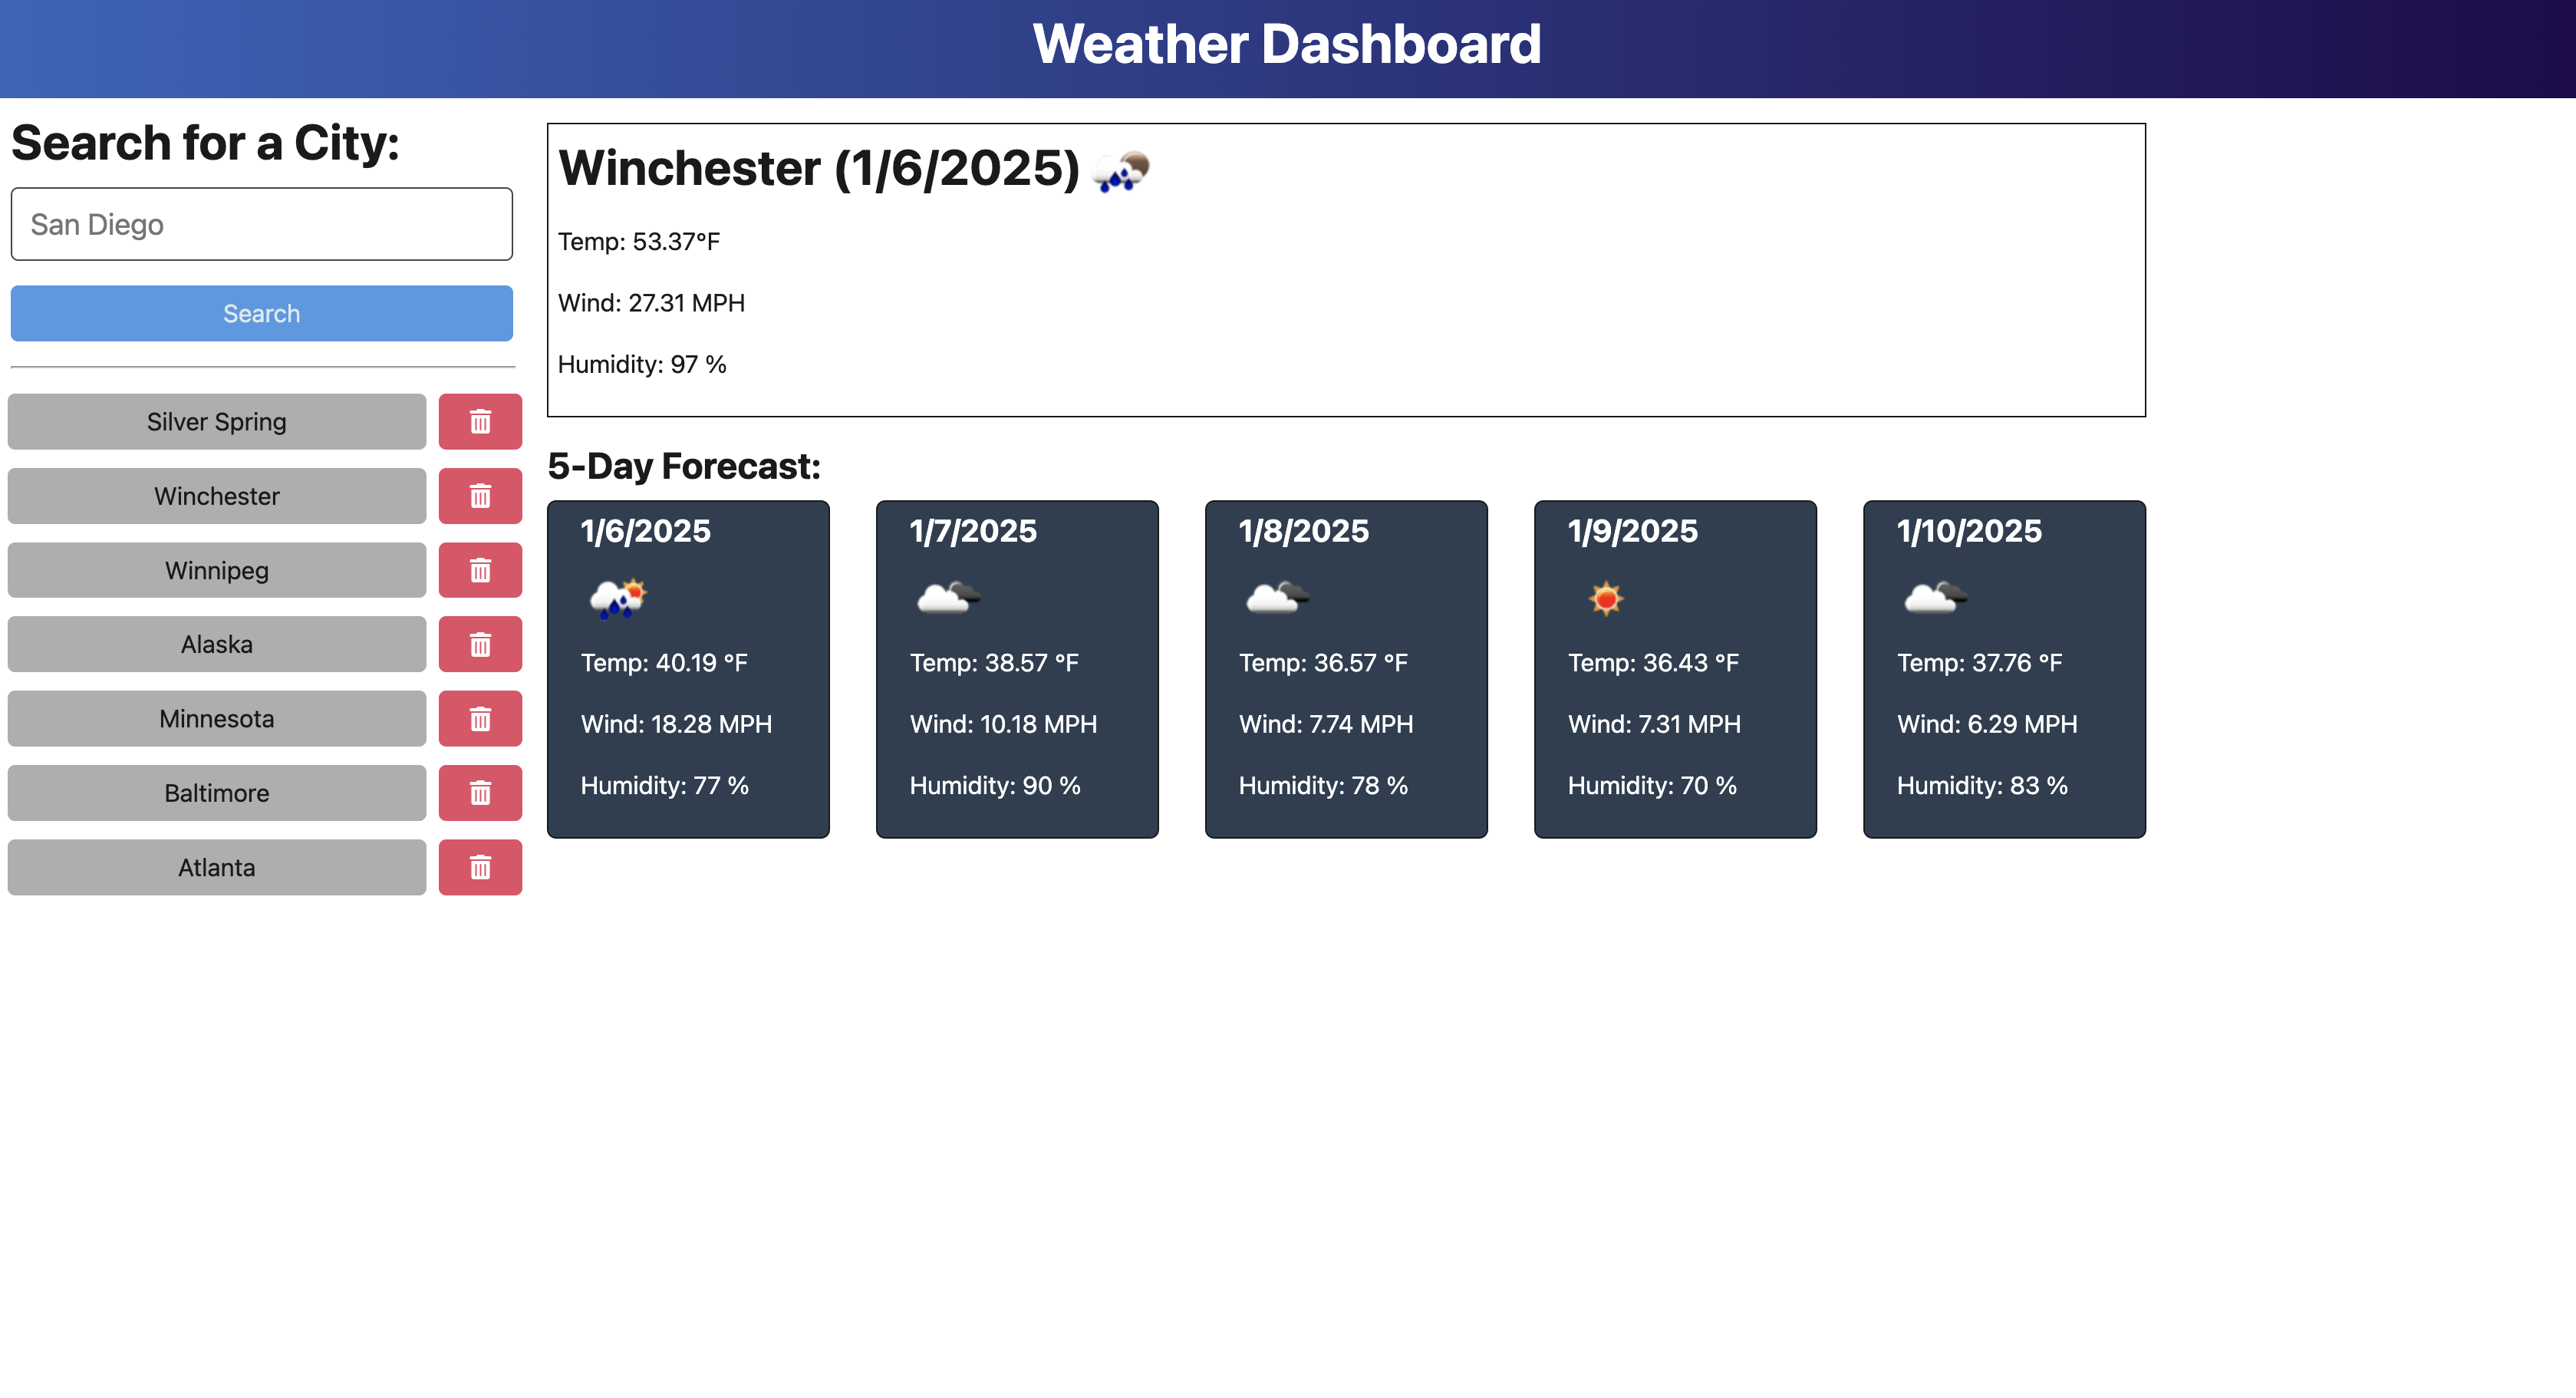 Weather Dashboard
Search for a City:
San Diego
Search
Silver Spring
Winchester
Winnipeg
Alaska
Minnesota
Baltimore
Atlanta
Winchester (1/6/2025)
Temp: 53.37°F
Wind: 27.31 MPH
Humidity: 97 %
5-Day Forecast:
1/6/2025
Temp: 40.19 °F
Wind: 18.28 MPH
Humidity: 77 %
1/7/2025
Temp: 38.57 °F
Wind: 10.18 MPH
Humidity: 90 %
1/8/2025
Temp: 36.57 °F
Wind: 7.74 MPH
Humidity: 78 %
1/9/2025
Temp: 36.43 °F
Wind: 7.31 MPH
Humidity: 70 %
1/10/2025
Temp: 37.76 °F
Wind: 6.29 MPH
Humidity: 83 %